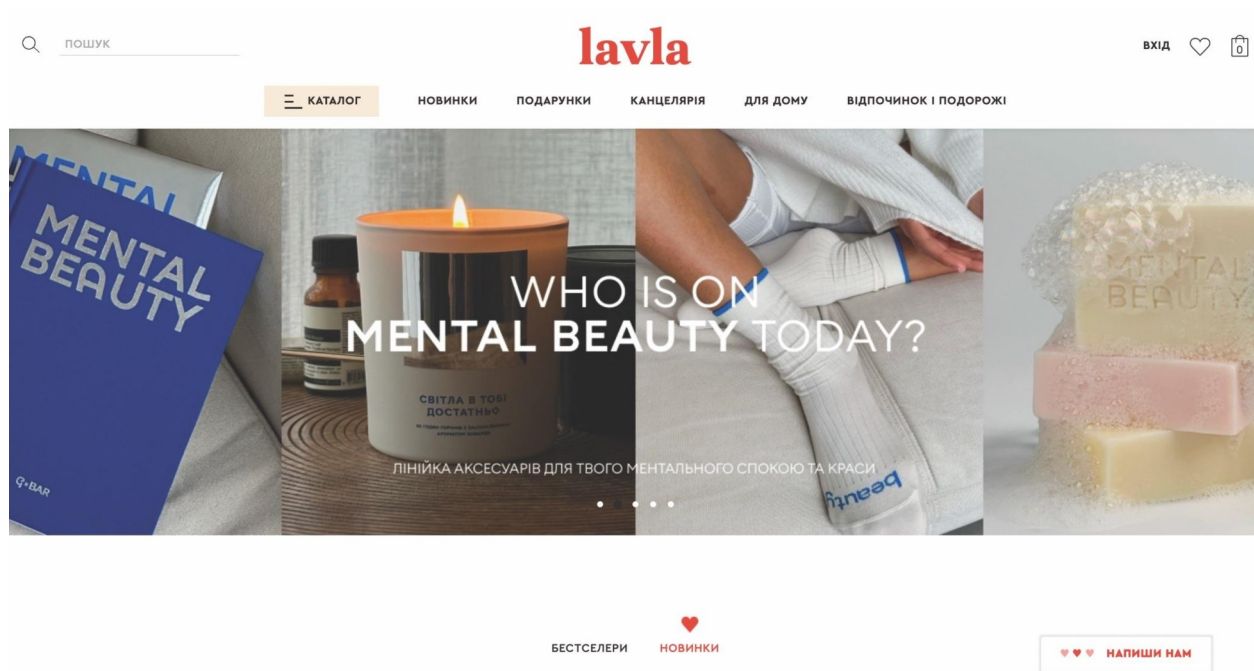 ПОШУК
lavla
ВХІД
0
КАТАЛОГ
НОВИНКИ
ПОДАРУНКИ
КАНЦЕЛЯРІЯ
ДЛЯ ДОМУ
ВІДПОЧИНОК І ПОДОРОЖІ
MENTAL
MENTAL
BEAUTY
G·BAR
СВІТЛА В ТОБІ
ДОСТАТНЬО
WHO IS ON
MENTAL BEAUTY TODAY?
beauty
MENTAL
BEAUTY
ЛІНІЙКА АКСЕСУАРІВ ДЛЯ ТВОГО МЕНТАЛЬНОГО СПОКОЮ ТА КРАСИ
БЕСТСЕЛЕРИ
НОВИНКИ
НАПИШИ НАМ